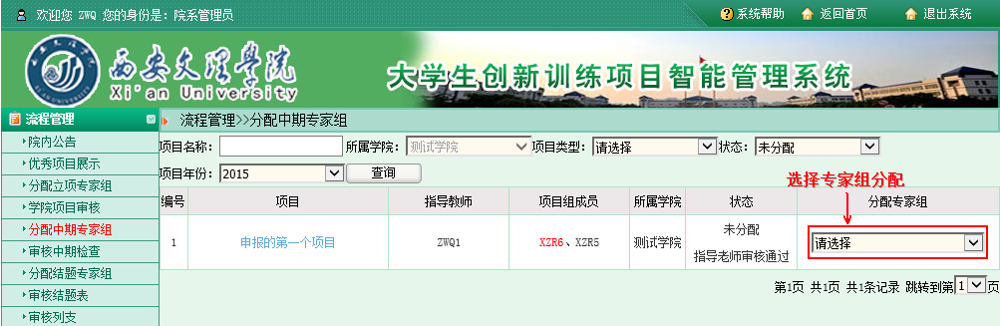 欢迎您 ZWQ 您的身份是：院系管理员 系统帮助 返回首页 退出系统
西安文理学院
Xi'an University
大学生创新训练项目智能管理系统
流程管理
流程管理>>分配中期专家组
院内公告
优秀项目展示
分配立项专家组
学院项目审核
分配中期专家组
审核中期检查
分配结题专家组
审核结题表
审核列支
项目名称： 所属学院：测试学院 项目类型：请选择 状态：未分配
项目年份：2015 查询
选择专家组分配
编号 项目 指导教师 项目组成员 所属学院 状态 分配专家组
1 申报的第一个项目 ZWQ1 XZR6、XZR5 测试学院 未分配 请选择
指导老师审核通过
第1页 共1页 共1条记录 跳转到第1页